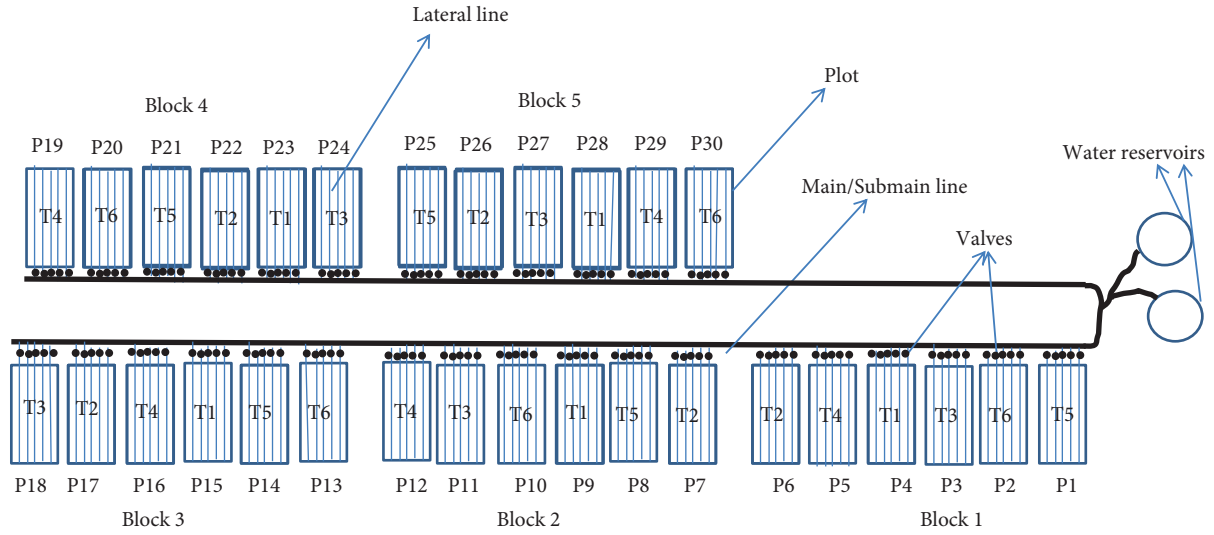 Lateral line
Plot
Block 4
Block 5
P19 P20 P21 P22 P23 P24 P25 P26 P27 P28 P29 P30
Water reservoirs
Main/Submain line
T4 T6 T5 T2 T1 T3 T5 T2 T3 T1 T4 T6
Valves
T3 T2 T4 T1 T5 T6 T4 T3 T6 T1 T5 T2 T2 T4 T1 T3 T6 T5
P18 P17 P16 P15 P14 P13 P12 P11 P10 P9 P8 P7 P6 P5 P4 P3 P2 P1
Block 3 Block 2 Block 1